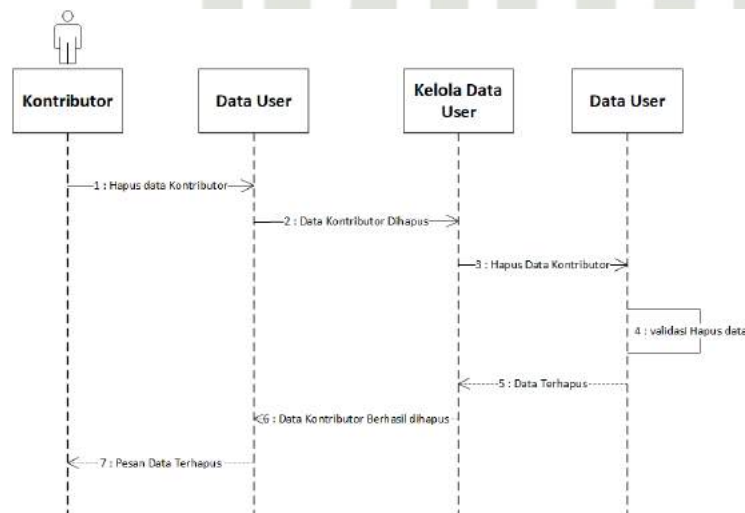 Kontributor
Data User
Kelola Data
User
Data User
1 : Hapus data Kontributor
2 : Data Kontributor Dihapus
3 : Hapus Data Kontributor
4 : validasi Hapus data
5 : Data Terhapus
6 : Data Kontributor Berhasil dihapus
7 : Pesan Data Terhapus